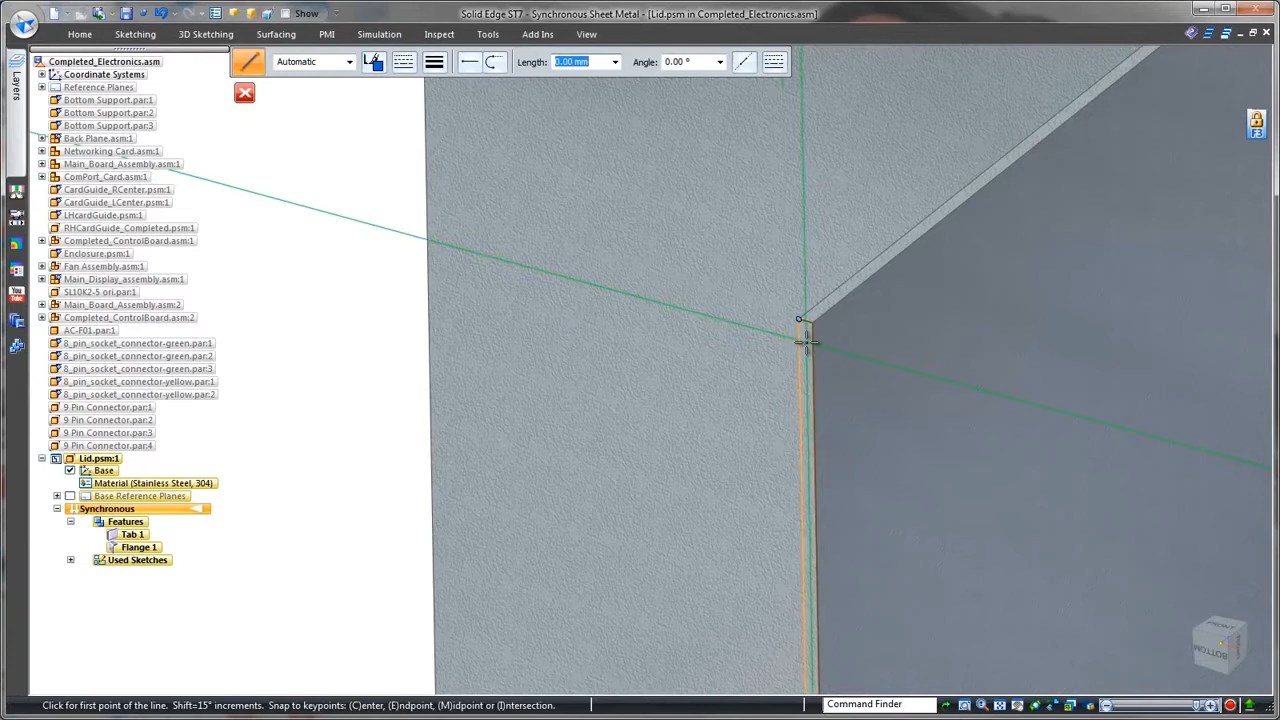 Show
Solid Edge ST7 - Synchronous Sheet Metal - [Lid.psm in Completed_Electronics.asm]
Home
Sketching
3D Sketching
Surfacing
PMI
Simulation
Inspect
Tools
Add Ins
View
Layers
Completed_Electronics.asm
Automatic
Length: 0.00 mm
Angle: 0.00 °
Coordinate Systems
Reference Planes
Bottom Support.par:1
Bottom Support.par:2
Bottom Support.par:3
Back Plane.asm:1
Networking Card.asm:1
Main_Board_Assembly.asm:1
ComPort_Card.asm:1
CardGuide_RCenter.psm:1
CardGuide_LCenter.psm:1
LHcardGuide.psm:1
RHCardGuide_Completed.psm:1
Completed_ControlBoard.asm:1
Enclosure.psm:1
Fan Assembly.asm:1
Main_Display_assembly.asm:1
SL10K2-5 ori.par:1
Main_Board_Assembly.asm:2
Completed_ControlBoard.asm:2
AC-F01.par:1
8_pin_socket_connector-green.par:1
8_pin_socket_connector-green.par:2
8_pin_socket_connector-green.par:3
8_pin_socket_connector-yellow.par:1
8_pin_socket_connector-yellow.par:2
9 Pin Connector.par:1
9 Pin Connector.par:2
9 Pin Connector.par:3
9 Pin Connector.par:4
Lid.psm:1
Base
Material (Stainless Steel, 304)
Base Reference Planes
Synchronous
Features
Tab 1
Flange 1
Used Sketches
You
Tube
F3
FRONT
BOTTOM
Click for first point of the line. Shift=15° increments. Snap to keypoints: (C)enter, (E)ndpoint, (M)idpoint or (I)ntersection.
Command Finder